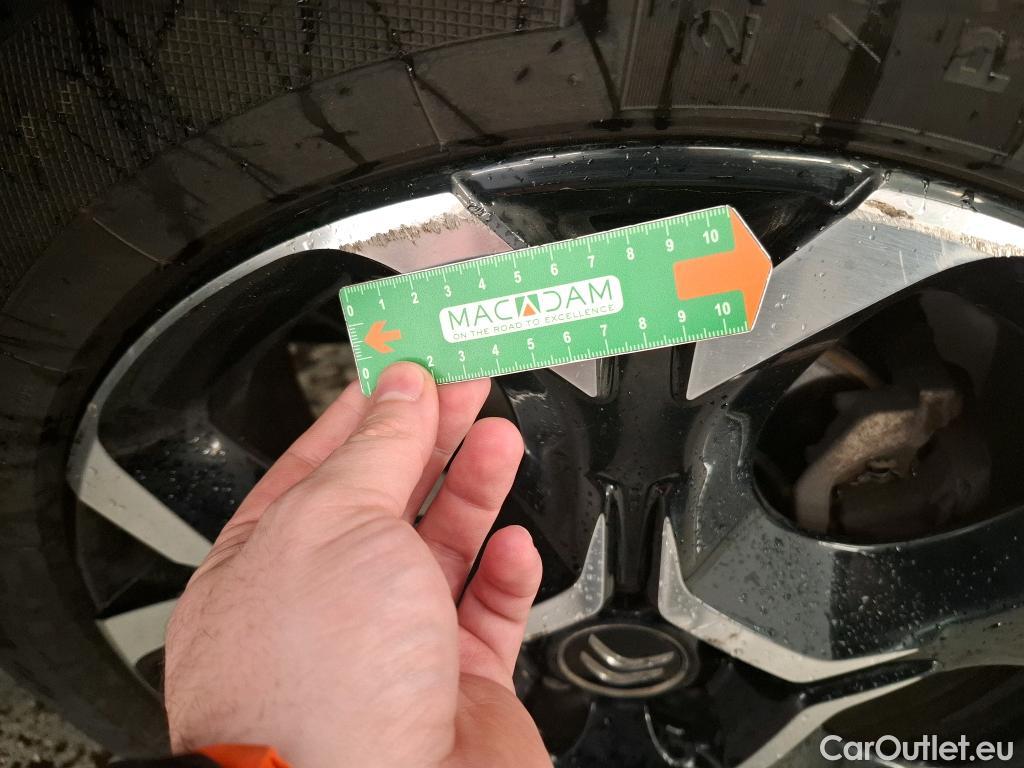 2
R
0 1 2 3 4 5 6 7 8 9 10
MACADAM
ON THE ROAD TO EXCELLENCE
0 2 3 4 5 6 7 8 9 10
CarOutlet.eu